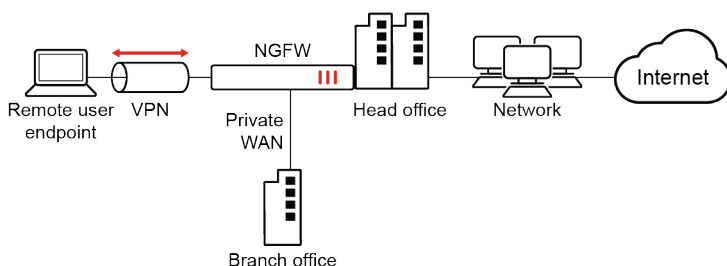 NGFW
Internet
Remote user
endpoint
VPN
Head office
Network
Private
WAN
Branch office